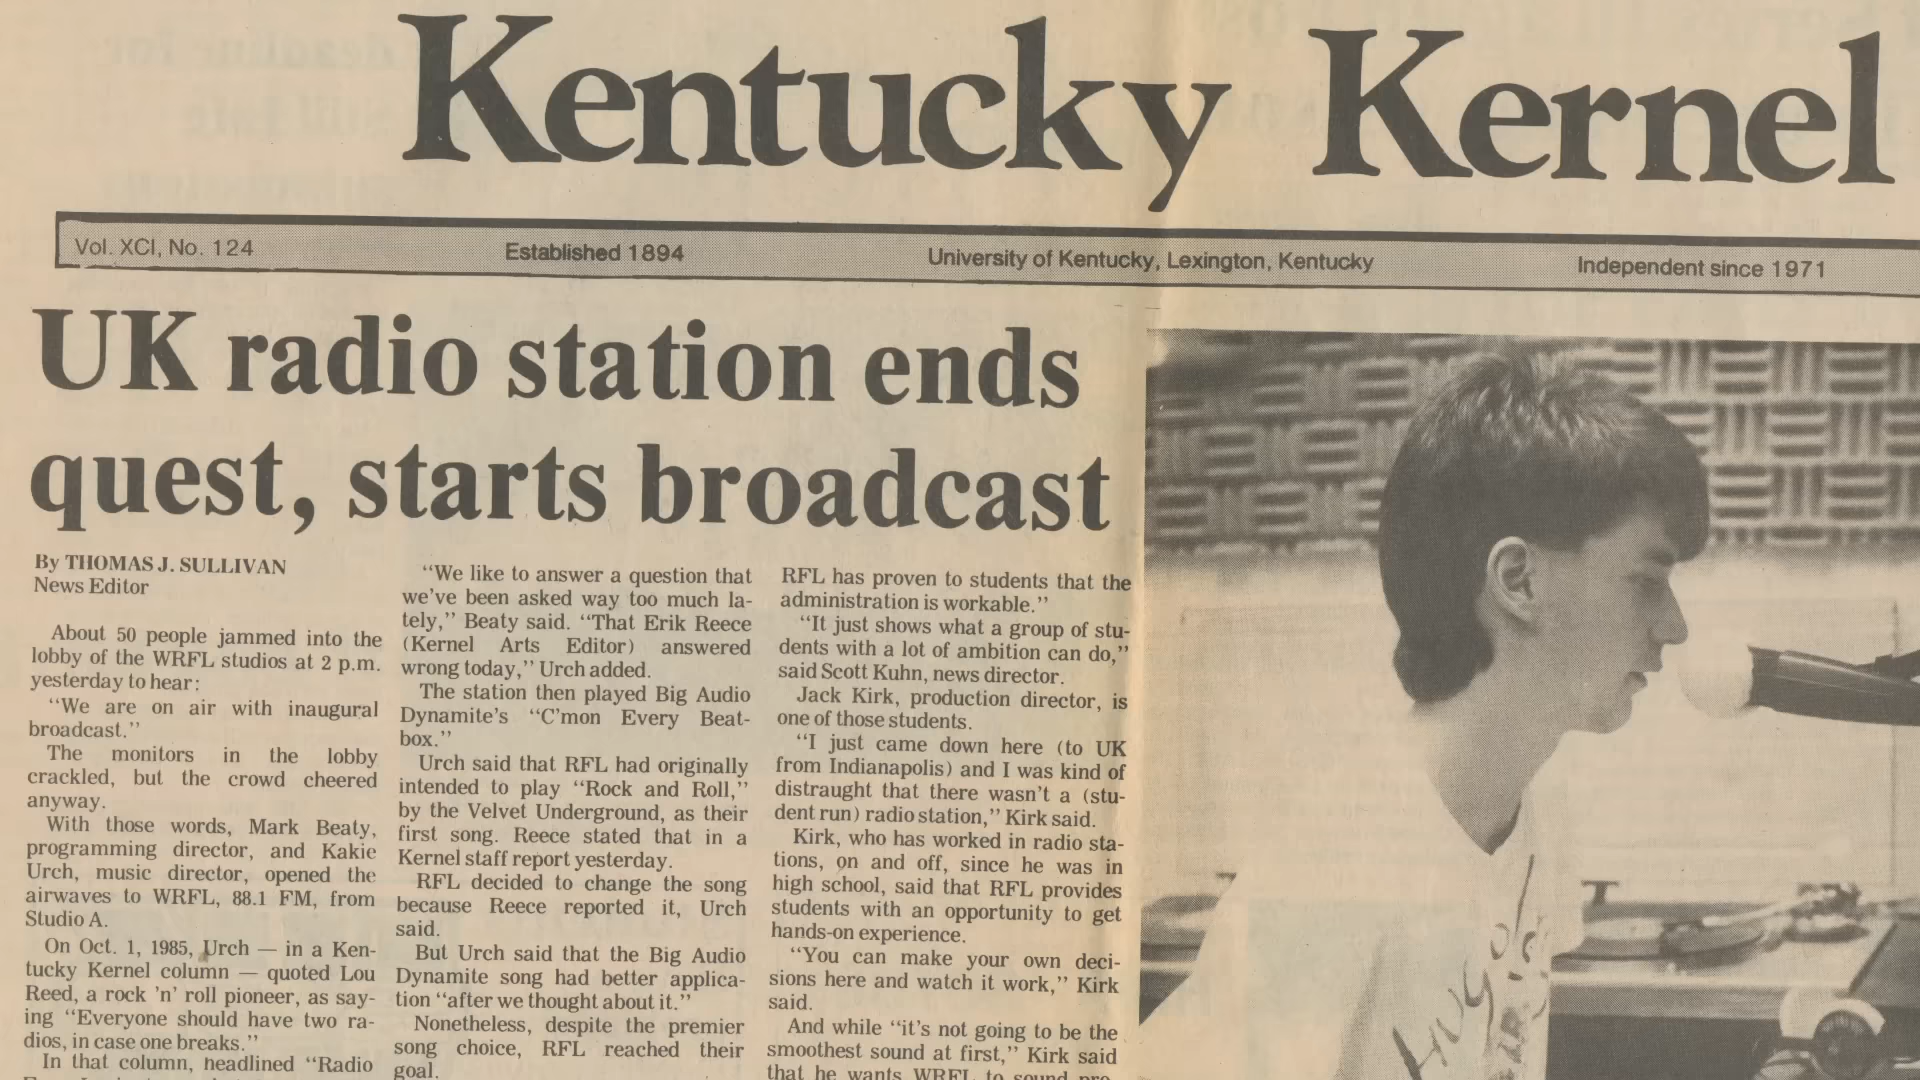 Kentucky Kernel
Vol. XCI, No. 124 Established 1894 University of Kentucky, Lexington, Kentucky Independent since 1971
UK radio station ends
quest, starts broadcast
By THOMAS J. SULLIVAN
News Editor
About 50 people jammed into the
lobby of the WRFL studios at 2 p.m.
yesterday to hear:
“We are on air with inaugural
broadcast.”
The monitors in the lobby
crackled, but the crowd cheered
anyway.
With those words, Mark Beaty,
programming director, and Kakie
Urch, music director, opened the
airwaves to WRFL, 88.1 FM, from
Studio A.
On Oct. 1, 1985, Urch — in a Ken-
tucky Kernel column — quoted Lou
Reed, a rock ’n’ roll pioneer, as say-
ing “Everyone should have two ra-
dios, in case one breaks.”
In that column, headlined “Radio
“We like to answer a question that
we’ve been asked way too much la-
tely,” Beaty said. “That Erik Reece
(Kernel Arts Editor) answered
wrong today,” Urch added.
The station then played Big Audio
Dynamite’s “C’mon Every Beat-
box.”
Urch said that RFL had originally
intended to play “Rock and Roll,”
by the Velvet Underground, as their
first song. Reece stated that in a
Kernel staff report yesterday.
RFL decided to change the song
because Reece reported it, Urch
said.
But Urch said that the Big Audio
Dynamite song had better applica-
tion “after we thought about it.”
Nonetheless, despite the premier
song choice, RFL reached their
goal.
RFL has proven to students that the
administration is workable.”
“It just shows what a group of stu-
dents with a lot of ambition can do,”
said Scott Kuhn, news director.
Jack Kirk, production director, is
one of those students.
“I just came down here (to UK
from Indianapolis) and I was kind of
distraught that there wasn’t a (stu-
dent run) radio station,” Kirk said.
Kirk, who has worked in radio sta-
tions, on and off, since he was in
high school, said that RFL provides
students with an opportunity to get
hands-on experience.
“You can make your own deci-
sions here and watch it work,” Kirk
said.
And while “it’s not going to be the
smoothest sound at first,” Kirk said
that he wants WRFL to sound pro-